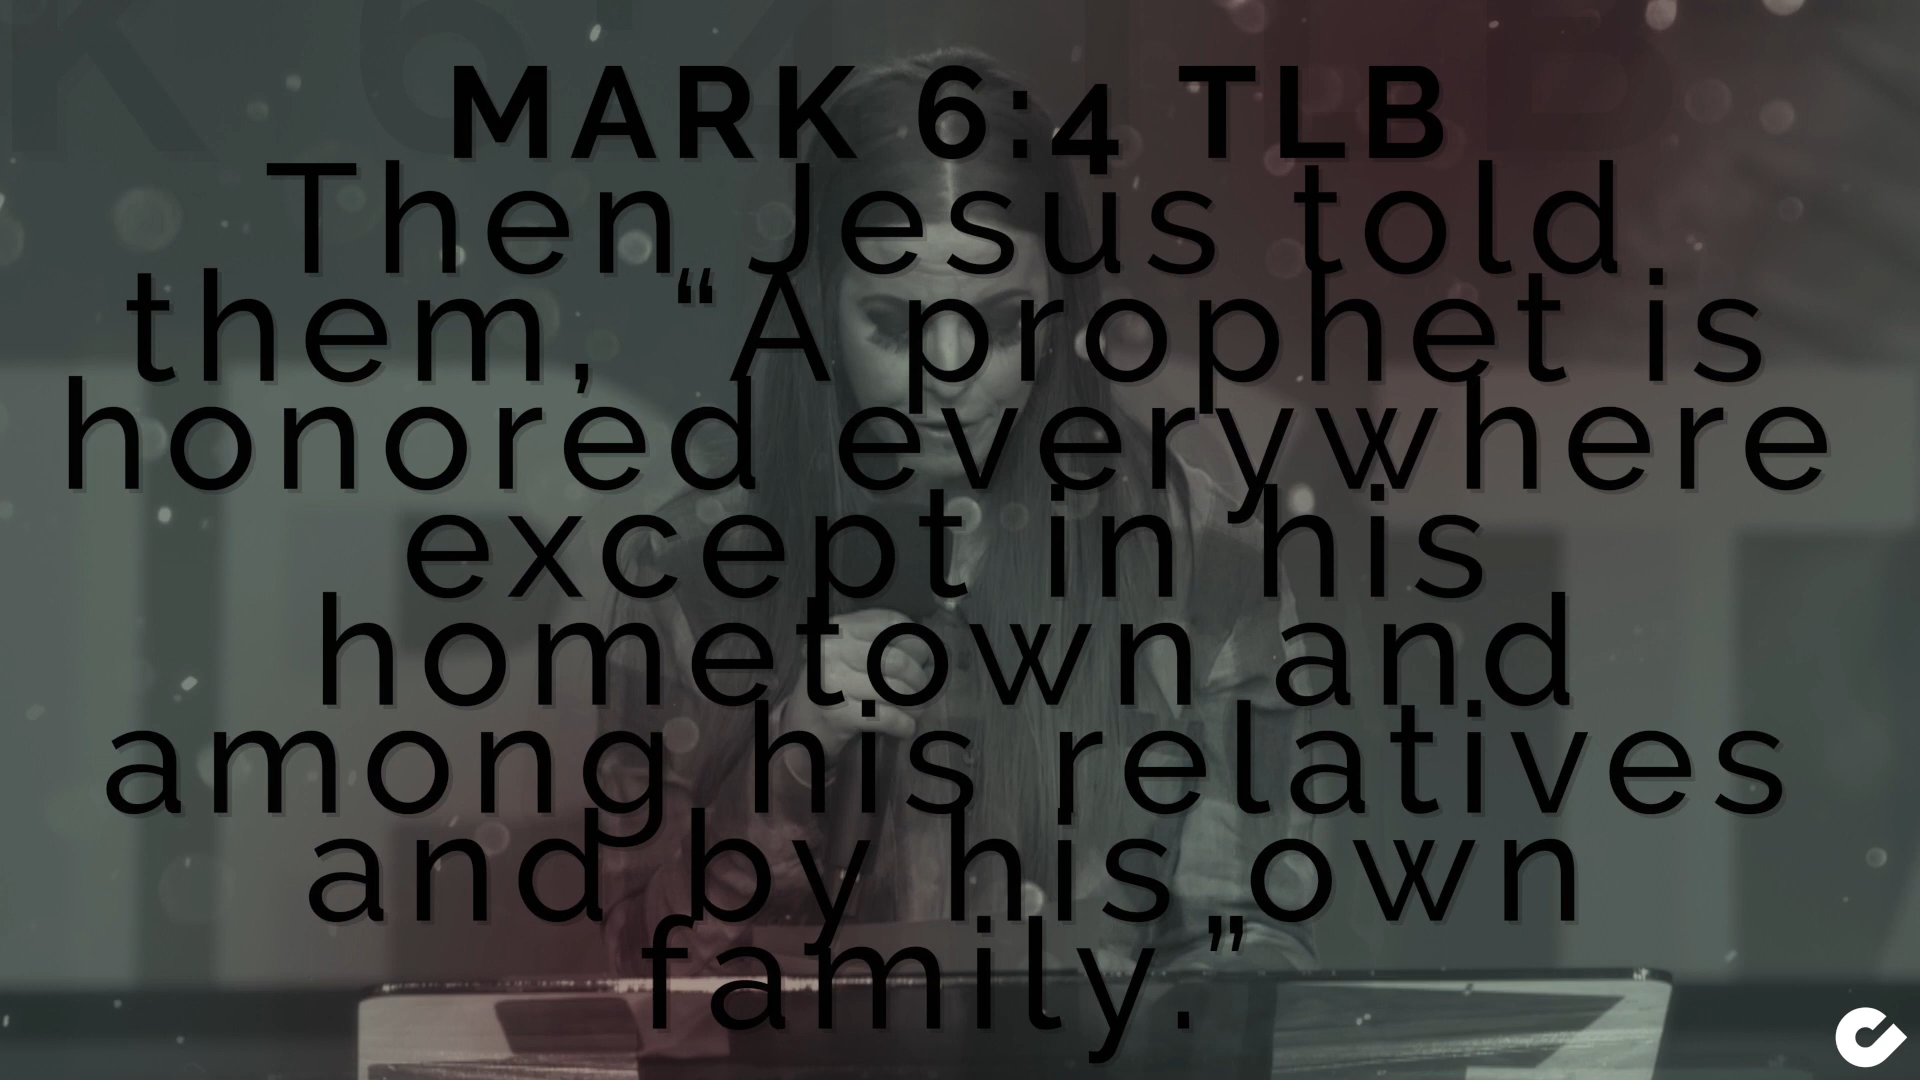 MARK 6:4 TLB
Then Jesus told
them, “A prophet is
honored everywhere
except in his
hometown and
among his relatives
and by his own
family.”